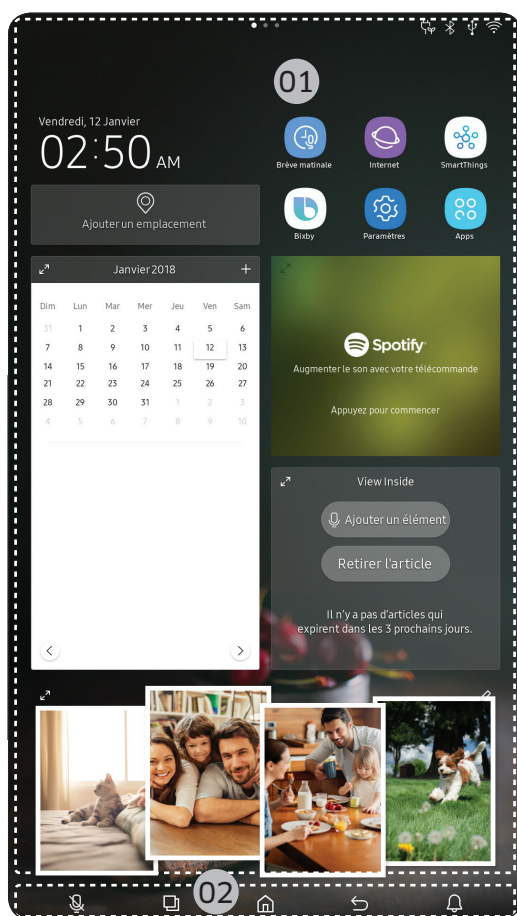 01
Vendredi, 12 Janvier
02:50 AM
Ajouter un emplacement
Brève matinale Internet SmartThings
Bixby Paramètres Apps
Janvier 2018 +
Dim Lun Mar Mer Jeu Ven Sam
31 1 2 3 4 5 6
7 8 9 10 11 12 13
14 15 16 17 18 19 20
21 22 23 24 25 26 27
28 29 30 31 1 2 3
4 5 6 7 8 9 10
Spotify
Augmenter le son avec votre télécommande
Appuyez pour commencer
View Inside
Ajouter un élément
Retirer l'article
Il n'y a pas d'articles qui
expirent dans les 3 prochains jours.
02